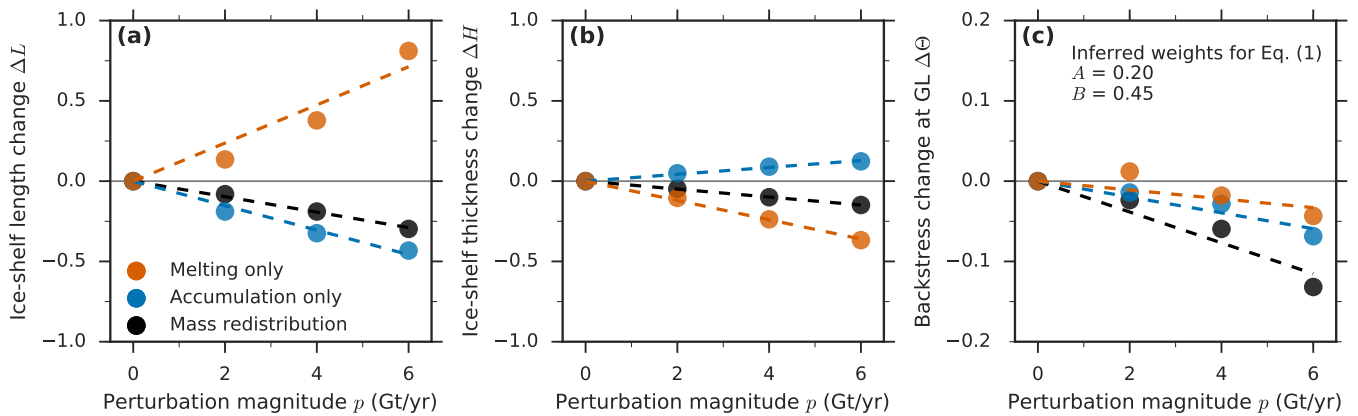 (a)
Ice-shelf length change ΔL
1.0
0.5
0.0
−0.5
−1.0
Melting only
Accumulation only
Mass redistribution
0 2 4 6
Perturbation magnitude p (Gt/yr)
(b)
Ice-shelf thickness change ΔH
1.0
0.5
0.0
−0.5
−1.0
0 2 4 6
Perturbation magnitude p (Gt/yr)
(c)
Backstress change at GL ΔΘ
0.2
0.1
0.0
−0.1
−0.2
Inferred weights for Eq. (1)
A = 0.20
B = 0.45
0 2 4 6
Perturbation magnitude p (Gt/yr)